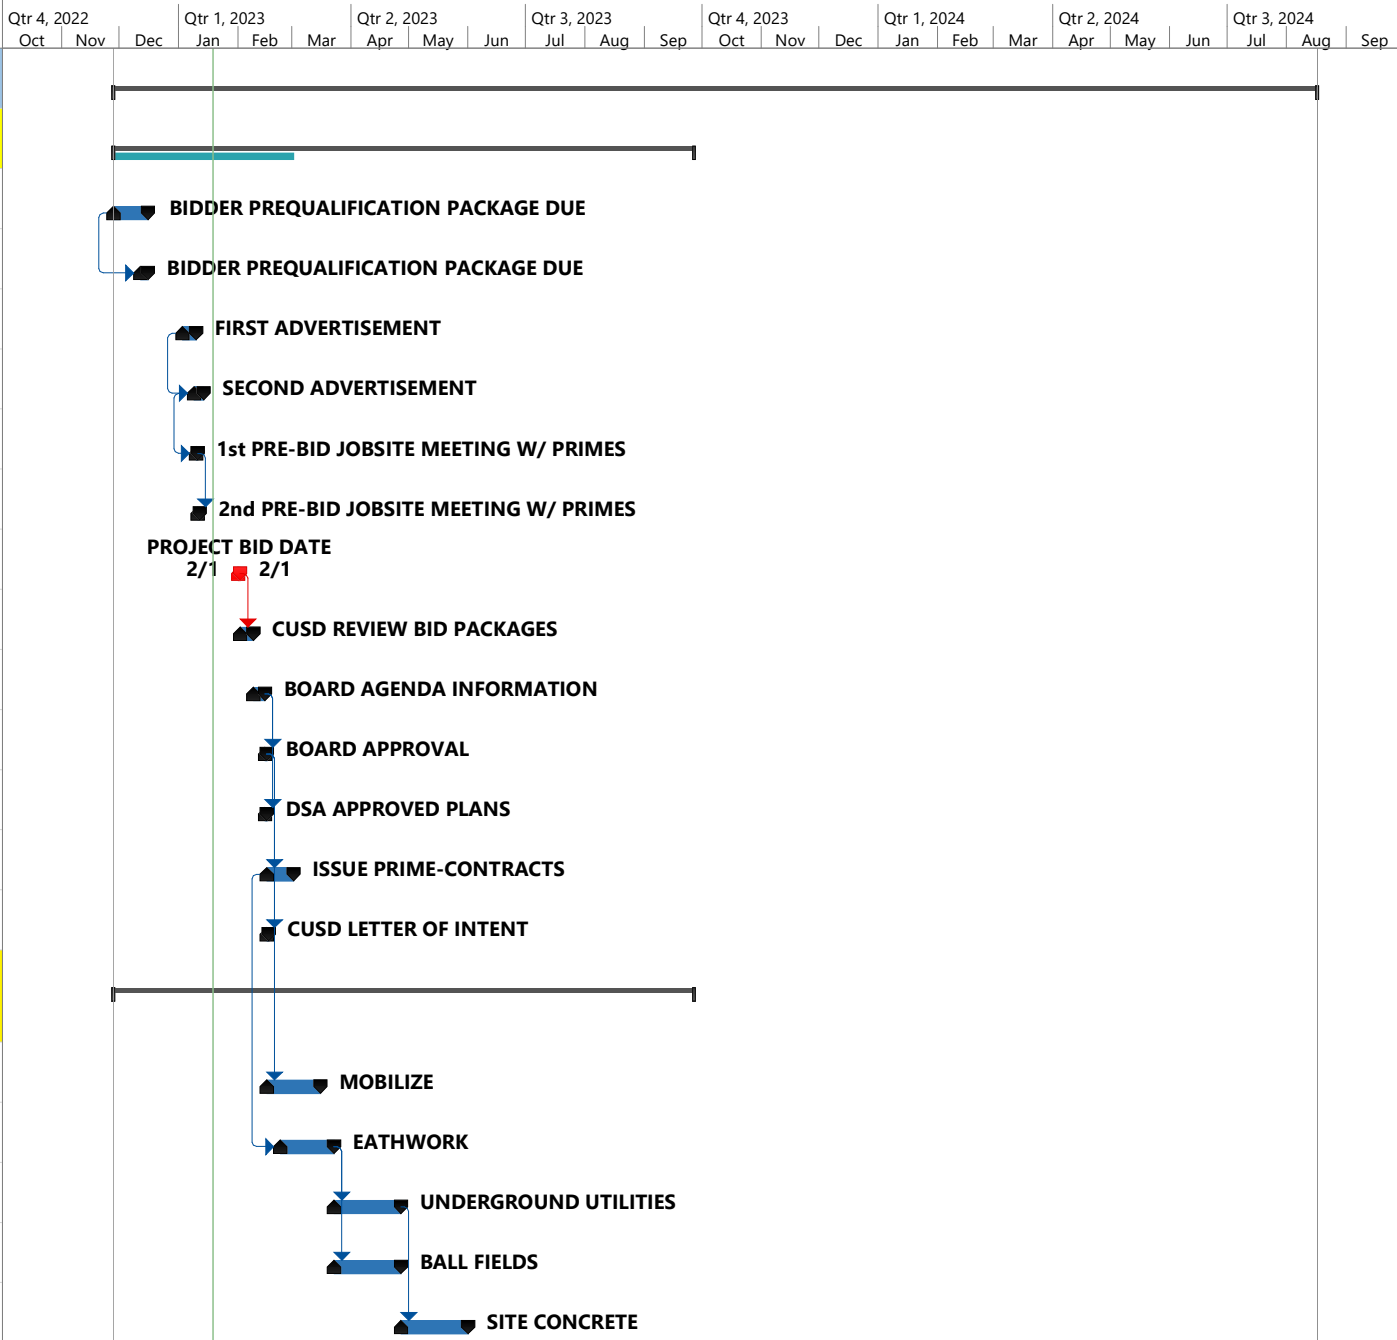 Qtr 4, 2022 Qtr 1, 2023 Qtr 2, 2023 Qtr 3, 2023 Qtr 4, 2023 Qtr 1, 2024 Qtr 2, 2024 Qtr 3, 2024
Oct Nov Dec Jan Feb Mar Apr May Jun Jul Aug Sep Oct Nov Dec Jan Feb Mar Apr May Jun Jul Aug Sep
BIDDER PREQUALIFICATION PACKAGE DUE
BIDDER PREQUALIFICATION PACKAGE DUE
FIRST ADVERTISEMENT
SECOND ADVERTISEMENT
1st PRE-BID JOBSITE MEETING W/ PRIMES
2nd PRE-BID JOBSITE MEETING W/ PRIMES
PROJECT BID DATE
2/1 2/1
CUSD REVIEW BID PACKAGES
BOARD AGENDA INFORMATION
BOARD APPROVAL
DSA APPROVED PLANS
ISSUE PRIME-CONTRACTS
CUSD LETTER OF INTENT
MOBILIZE
EATHWORK
UNDERGROUND UTILITIES
BALL FIELDS
SITE CONCRETE